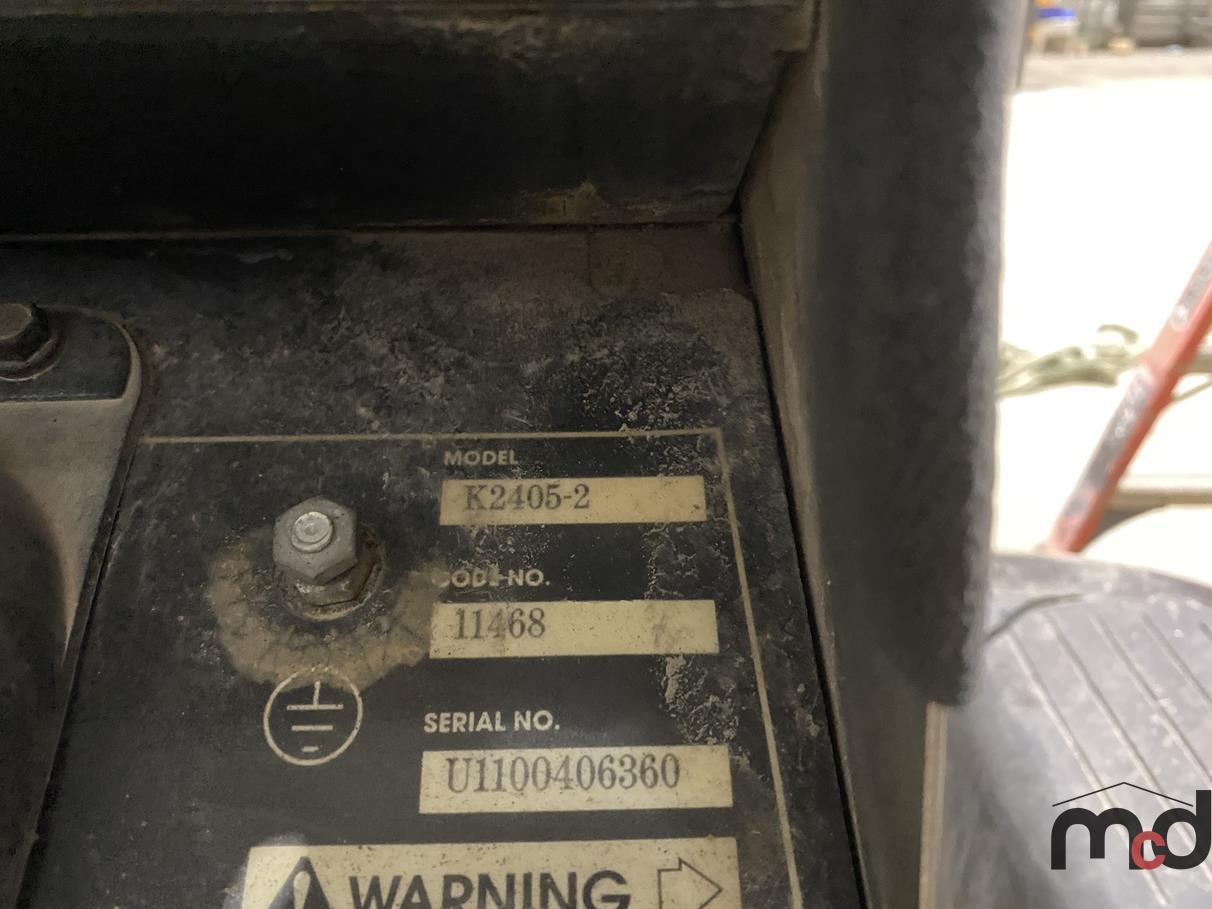 MODEL
K2405-2
CODE NO.
11468
SERIAL NO.
U1100406360
WARNING
mcd